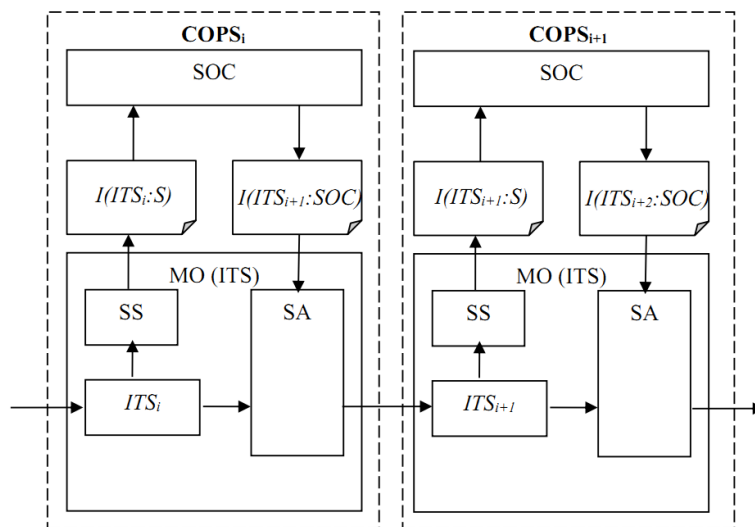 COPSi
SOC
I(ITSi:S)
I(ITSi+1:SOC)
MO (ITS)
SS
SA
ITSi
COPSi+1
SOC
I(ITSi+1:S)
I(ITSi+2:SOC)
MO (ITS)
SS
SA
ITSi+1